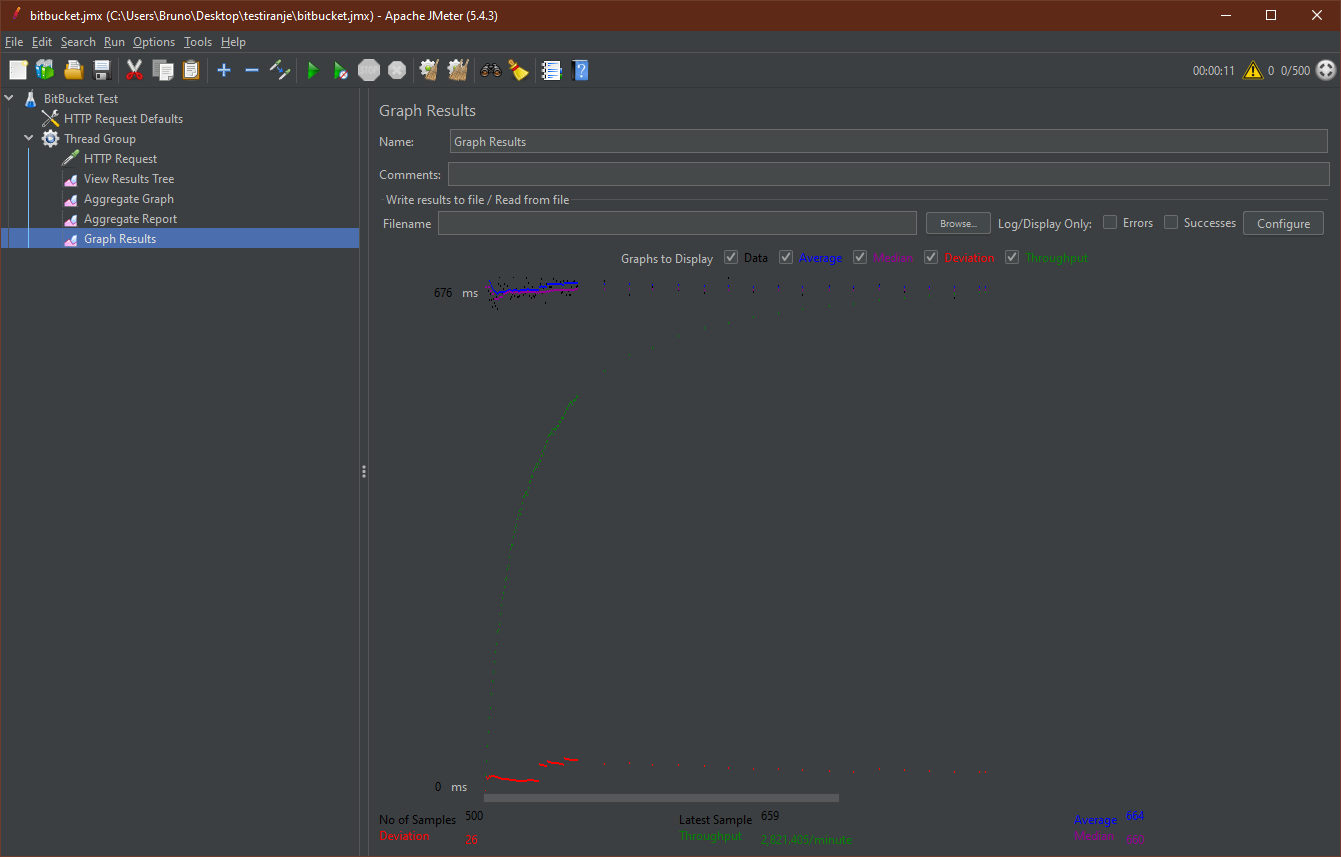 bitbucket.jmx (C:\Users\Bruno\Desktop\testiranje\bitbucket.jmx) - Apache JMeter (5.4.3)
File Edit Search Run Options Tools Help
00:00:11 0 0/500
BitBucket Test
HTTP Request Defaults
Thread Group
HTTP Request
View Results Tree
Aggregate Graph
Aggregate Report
Graph Results
Graph Results
Name: Graph Results
Comments:
Write results to file / Read from file
Filename Browse... Log/Display Only: Errors Successes Configure
Graphs to Display Data Average Median Deviation Throughput
676 ms
0 ms
No of Samples 500 Latest Sample 659 Average 664
Deviation 26 Throughput 2,821.405/minute Median